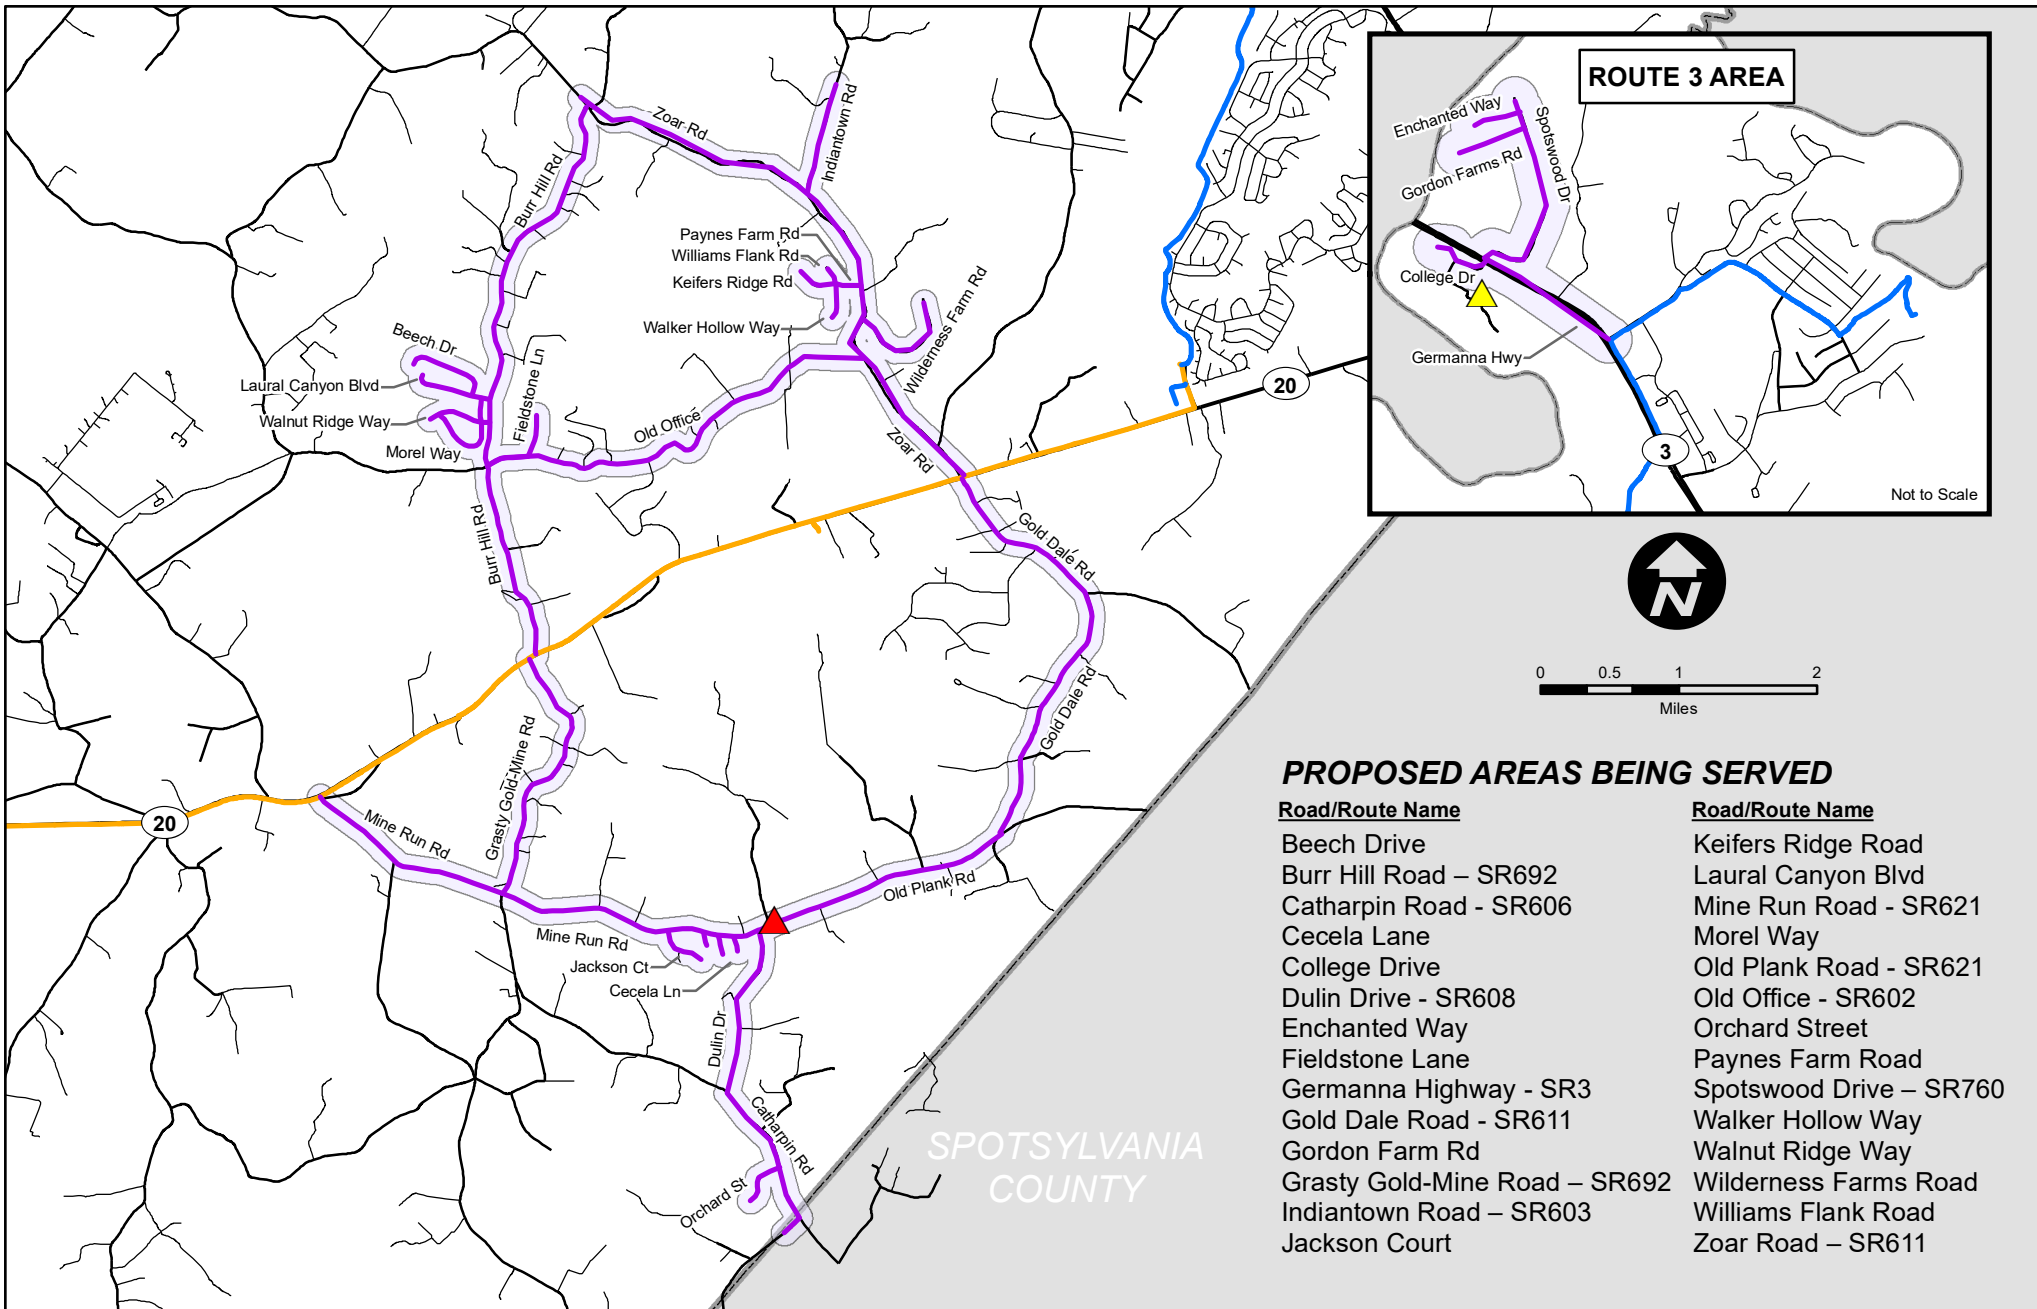 ROUTE 3 AREA
Enchanted Way
Spotswood Dr
Gordon Farms Rd
College Dr
Germanna Hwy
3
Not to Scale
Zoar Rd
Indiantown Rd
Burr Hill Rd
Paynes Farm Rd
Williams Flank Rd
Keifers Ridge Rd
Walker Hollow Way
Wilderness Farm Rd
Beech Dr
Laural Canyon Blvd
Walnut Ridge Way
Morel Way
Fieldstone Ln
Old Office
Zoar Rd
20
Burr Hill Rd
Gold Dale Rd
Gold Dale Rd
Grasty Gold-Mine Rd
20
Mine Run Rd
Old Plank Rd
Mine Run Rd
Jackson Ct
Cecela Ln
Dulin Dr
Catharpin Rd
Orchard St
SPOTSYLVANIA
COUNTY
N
0 0.5 1 2
Miles
PROPOSED AREAS BEING SERVED
Road/Route Name
Beech Drive
Burr Hill Road – SR692
Catharpin Road - SR606
Cecela Lane
College Drive
Dulin Drive - SR608
Enchanted Way
Fieldstone Lane
Germanna Highway - SR3
Gold Dale Road - SR611
Gordon Farm Rd
Grasty Gold-Mine Road – SR692
Indiantown Road – SR603
Jackson Court
Road/Route Name
Keifers Ridge Road
Laural Canyon Blvd
Mine Run Road - SR621
Morel Way
Old Plank Road - SR621
Old Office - SR602
Orchard Street
Paynes Farm Road
Spotswood Drive – SR760
Walker Hollow Way
Walnut Ridge Way
Wilderness Farms Road
Williams Flank Road
Zoar Road – SR611